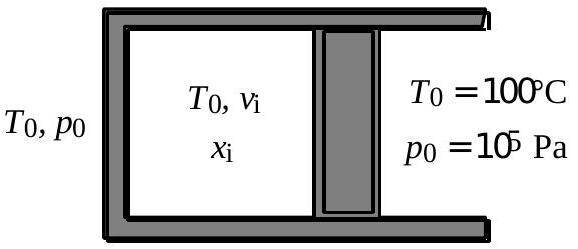 T₀, p₀
T₀, vᵢ
xᵢ
T₀ = 100°C
p₀ = 10⁵ Pa